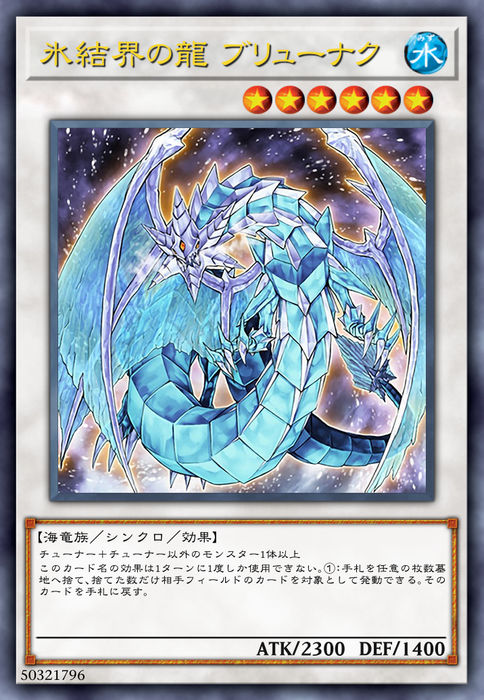 氷結界の龍 ブリューナク
みず
水
【海竜族／シンクロ／効果】
チューナー＋チューナー以外のモンスター1体以上
このカード名の効果は1ターンに1度しか使用できない。①：手札を任意の枚数墓
地へ捨て、捨てた数だけ相手フィールドのカードを対象として発動できる。その
カードを手札に戻す。
ATK/2300 DEF/1400
50321796